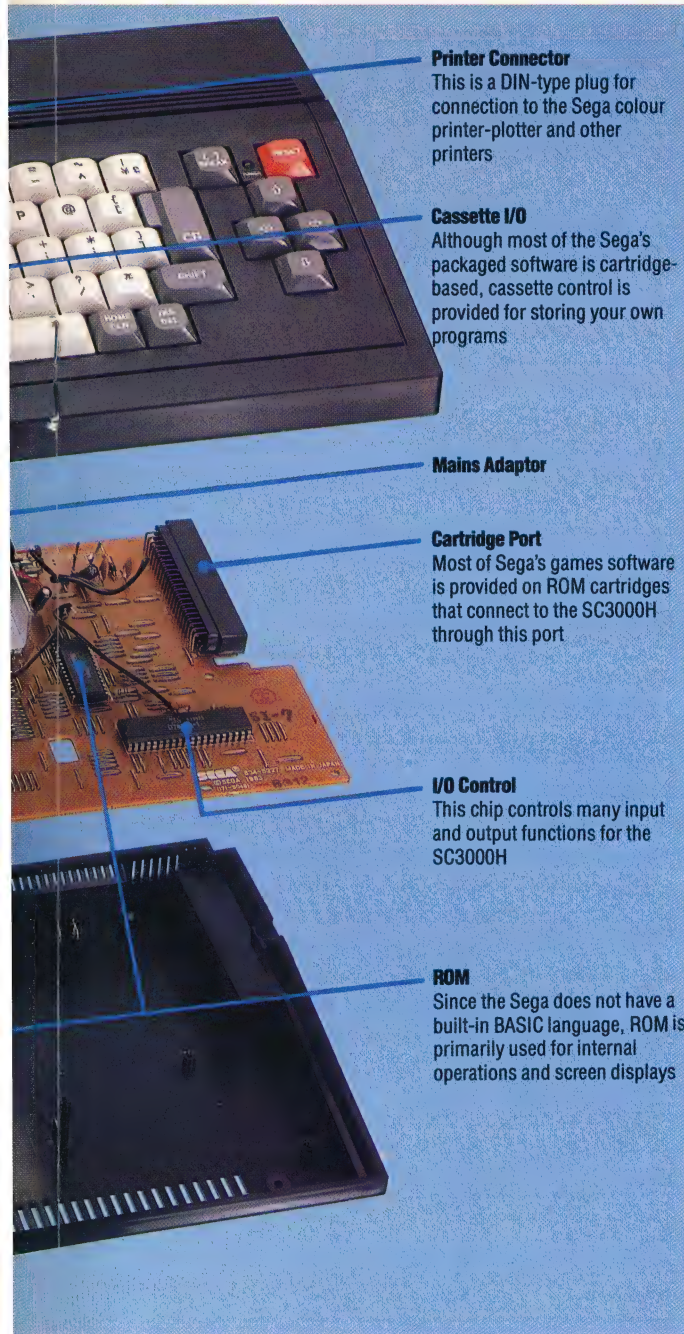 Printer Connector
This is a DIN-type plug for
connection to the Sega colour
printer-plotter and other
printers
Cassette I/O
Although most of the Sega's
packaged software is cartridge-
based, cassette control is
provided for storing your own
programs
Mains Adaptor
Cartridge Port
Most of Sega's games software
is provided on ROM cartridges
that connect to the SC3000H
through this port
I/O Control
This chip controls many input
and output functions for the
SC3000H
ROM
Since the Sega does not have a
built-in BASIC language, ROM is
primarily used for internal
operations and screen displays
RESET
BREAK
P @
CR
SHIFT
HOME
CLR
INS
DEL
SEGA
© SEGA 1983
MADE IN JAPAN